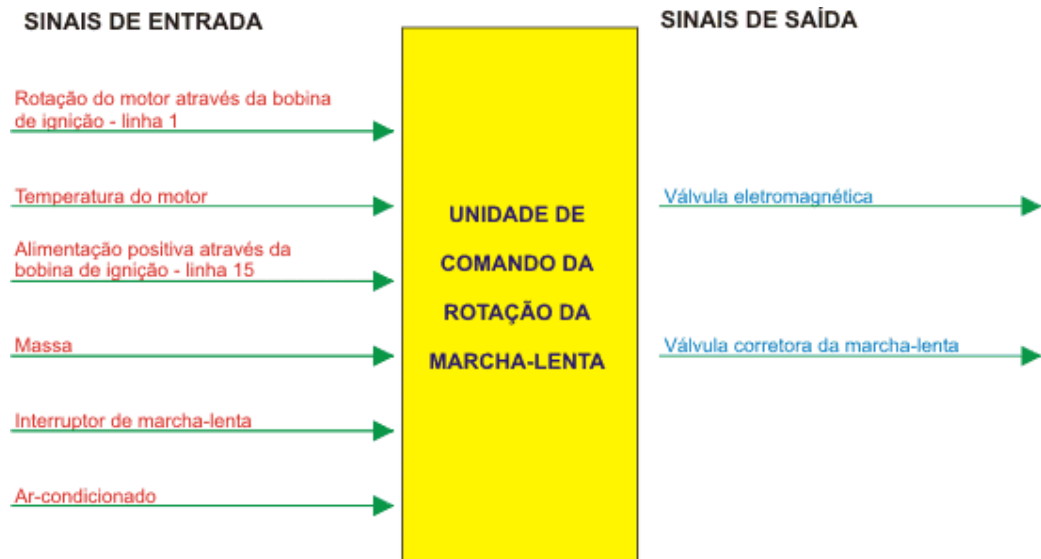 SINAIS DE ENTRADA
Rotação do motor através da bobina
de ignição - linha 1
Temperatura do motor
Alimentação positiva através da
bobina de ignição - linha 15
Massa
Interruptor de marcha-lenta
Ar-condicionado
UNIDADE DE
COMANDO DA
ROTAÇÃO DA
MARCHA-LENTA
SINAIS DE SAÍDA
Válvula eletromagnética
Válvula corretora da marcha-lenta